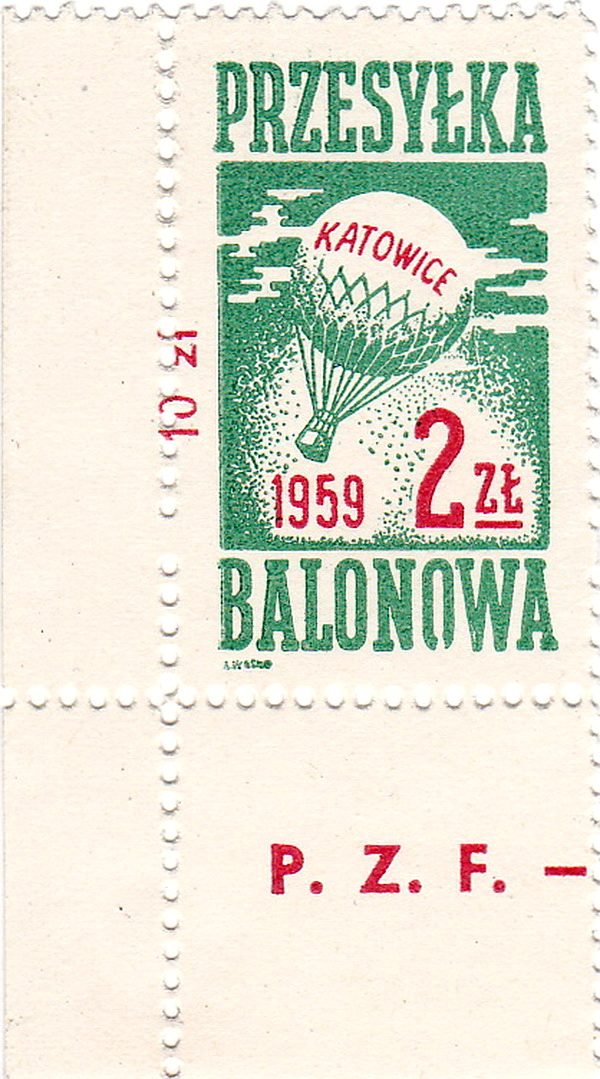 PRZESYŁKA
KATOWICE
10 zł
2 ZŁ
1959
BALONOWA
P. Z. F. –